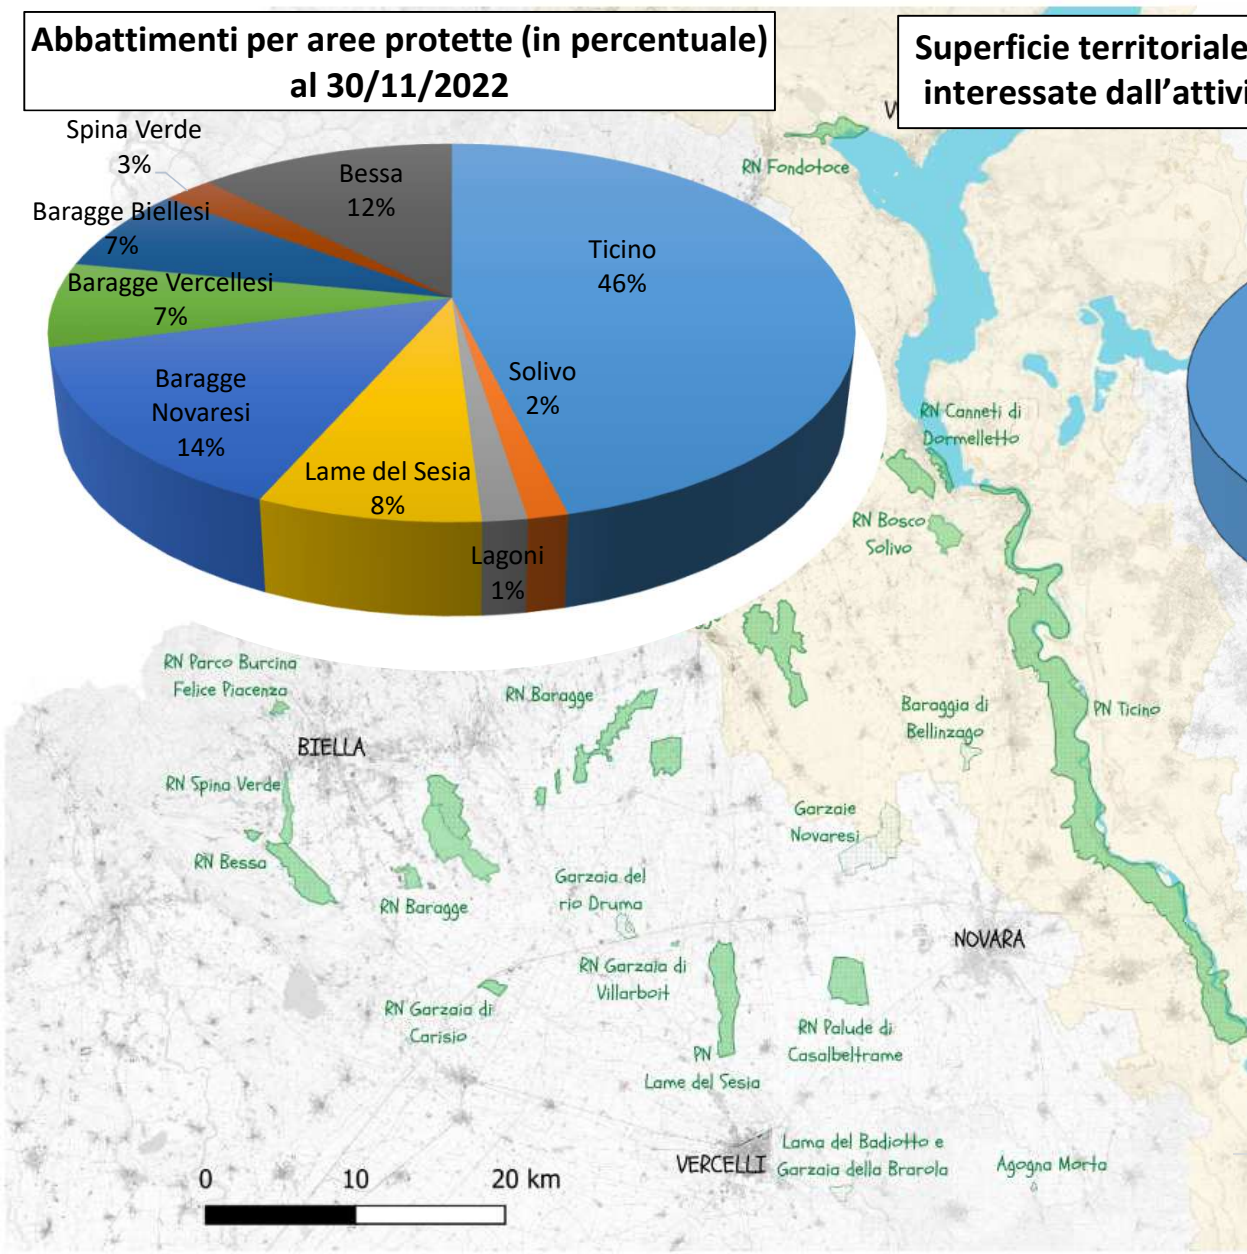 Abbattimenti per aree protette (in percentuale)
al 30/11/2022
Superficie territoriale
interessate dall'attivi
Spina Verde
3%
Bessa
12%
Baragge Biellesi
7%
Ticino
46%
Baragge Vercellesi
7%
Baragge
Novaresi
14%
Solivo
2%
Lame del Sesia
8%
Lagoni
1%
RN Fondotoce
RN Canneti di
Dormelletto
RN Bosco
Solivo
RN Parco Burcina
Felice Piacenza
RN Baragge
Baraggia di
Bellinzago
PN Ticino
BIELLA
RN Spina Verde
Garzaie
Novaresi
RN Bessa
RN Baragge
Garzaia del
rio Druma
NOVARA
RN Garzaia di
Villarboit
RN Garzaia di
Carisio
RN Palude di
Casalbeltrame
PN
Lame del Sesia
VERCELLI
Lama del Badiotto e
Garzaia della Brarola
Agogna Morta
0 10 20 km